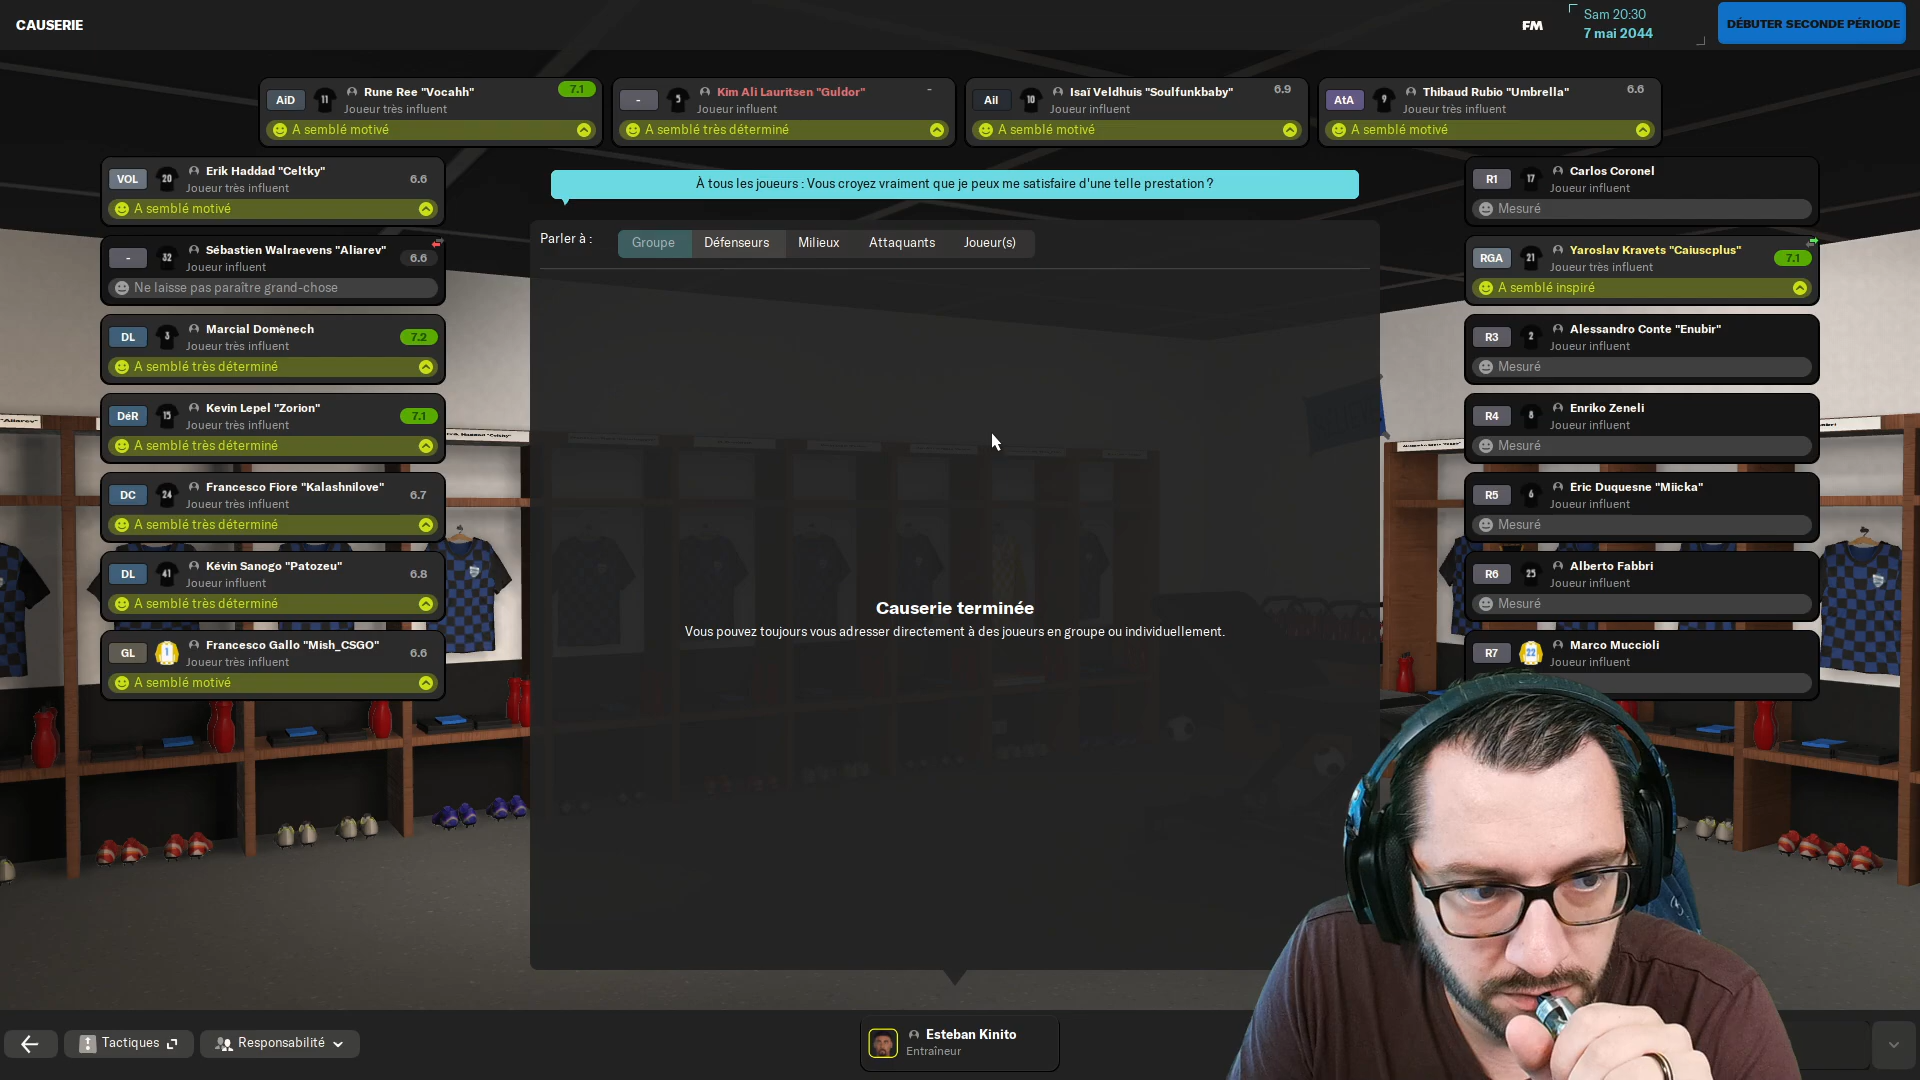 CAUSERIE
FM
Sam 20:30
7 mai 2044
DÉBUTER SECONDE PÉRIODE
AiD
11
Rune Ree "Vocahh"
7.1
Joueur très influent
A semblé motivé
-
5
Kim Ali Lauritsen "Guldor"
-
Joueur influent
A semblé très déterminé
Ail
10
Isaï Veldhuis "Soulfunkbaby"
6.9
Joueur influent
A semblé motivé
AtA
9
Thibaud Rubio "Umbrella"
6.6
Joueur très influent
A semblé motivé
VOL
20
Erik Haddad "Celtky"
6.6
Joueur très influent
A semblé motivé
-
32
Sébastien Walraevens "Aliarev"
6.6
Joueur influent
Ne laisse pas paraître grand-chose
DL
3
Marcial Domènech
7.2
Joueur très influent
A semblé très déterminé
DéR
15
Kevin Lepel "Zorion"
7.1
Joueur très influent
A semblé très déterminé
DC
24
Francesco Fiore "Kalashnilove"
6.7
Joueur très influent
A semblé très déterminé
DL
41
Kévin Sanogo "Patozeu"
6.8
Joueur influent
A semblé très déterminé
GL
1
Francesco Gallo "Mish_CSGO"
6.6
Joueur très influent
A semblé motivé
À tous les joueurs : Vous croyez vraiment que je peux me satisfaire d'une telle prestation ?
Parler à :
Groupe
Défenseurs
Milieux
Attaquants
Joueur(s)
Causerie terminée
Vous pouvez toujours vous adresser directement à des joueurs en groupe ou individuellement.
R1
17
Carlos Coronel
Joueur influent
Mesuré
RGA
21
Yaroslav Kravets "Caiuscplus"
7.1
Joueur très influent
A semblé inspiré
R3
2
Alessandro Conte "Enubir"
Joueur influent
Mesuré
R4
8
Enriko Zeneli
Joueur influent
Mesuré
R5
6
Eric Duquesne "Miicka"
Joueur influent
Mesuré
R6
25
Alberto Fabbri
Joueur influent
Mesuré
R7
22
Marco Muccioli
Joueur influent
Tactiques
Responsabilité
Esteban Kinito
Entraîneur